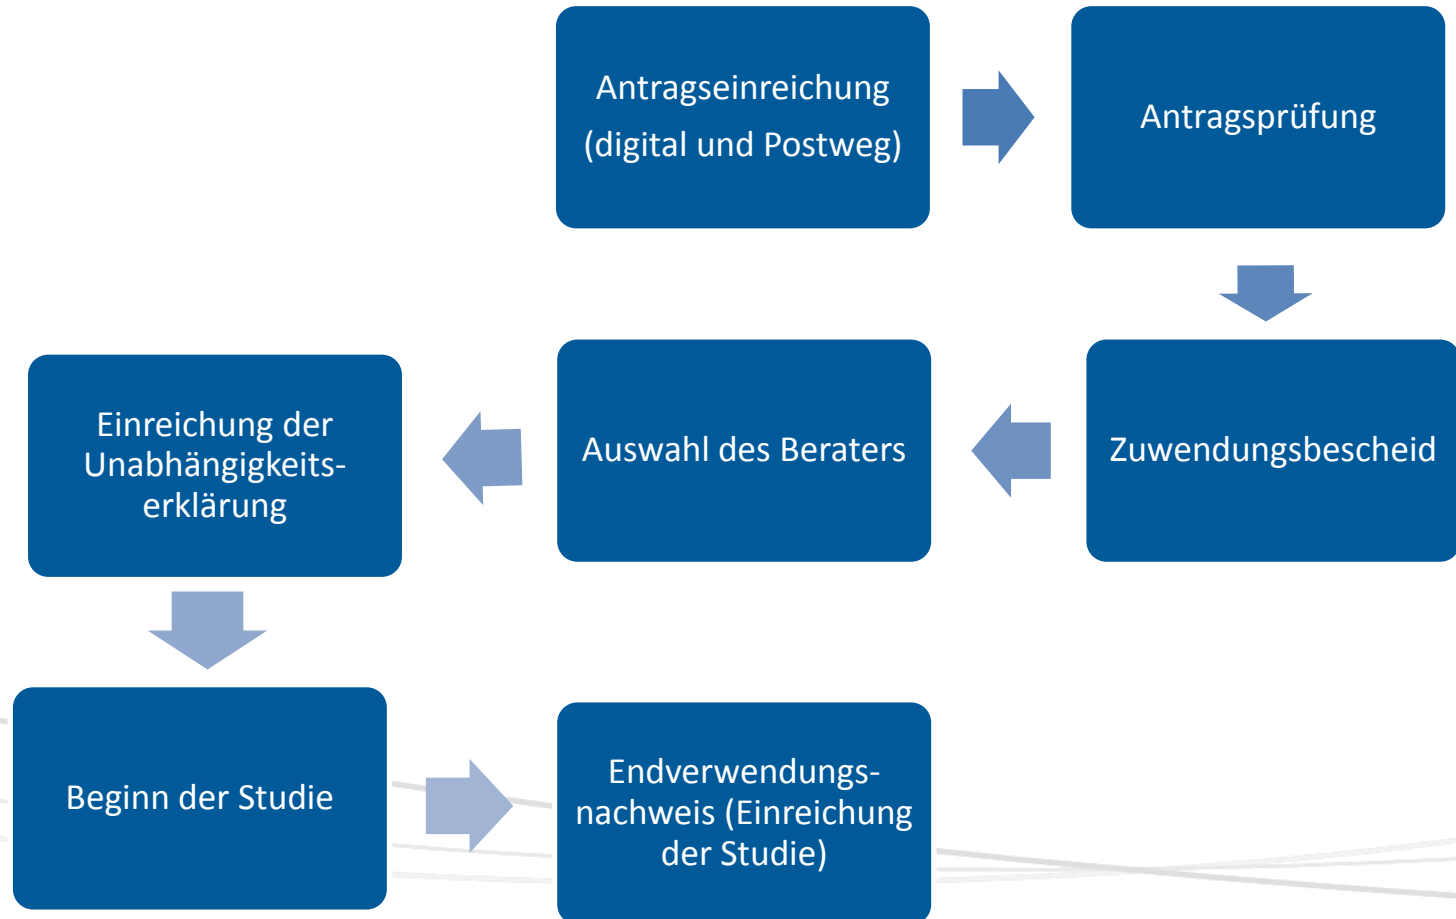 Antragseinreichung
(digital und Postweg)
Antragsprüfung
Zuwendungsbescheid
Auswahl des Beraters
Einreichung der
Unabhängigkeits-
erklärung
Beginn der Studie
Endverwendungs-
nachweis (Einreichung
der Studie)